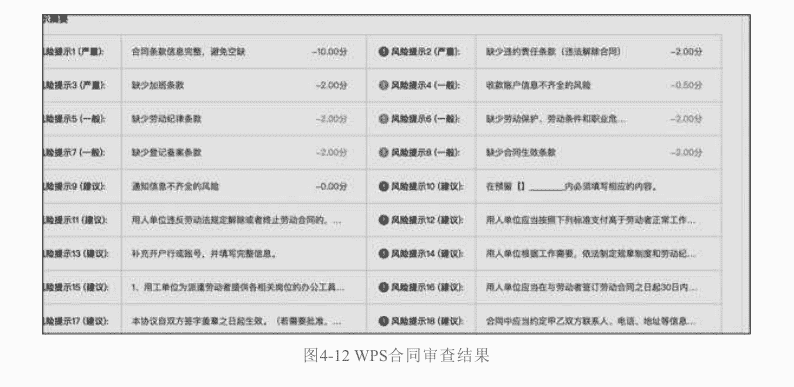 示摘要
风险提示1 (严重): 合同条款信息完整，避免空缺 -10.00分 风险提示2 (严重): 缺少违约责任条款（违法解除合同） -2.00分
风险提示3 (严重): 缺少加班条款 -2.00分 风险提示4 (一般): 收款账户信息不齐全的风险 -0.50分
风险提示5 (一般): 缺少劳动纪律条款 -2.00分 风险提示6 (一般): 缺少劳动保护、劳动条件和职业危... -2.00分
风险提示7 (一般): 缺少登记备案条款 -2.00分 风险提示8 (一般): 缺少合同生效条款 -2.00分
风险提示9 (建议): 通知信息不齐全的风险 -0.00分 风险提示10 (建议): 在预留【】______内必须填写相应的内容。
风险提示11 (建议): 用人单位违反劳动法规定解除或者终止劳动合同的，... 风险提示12 (建议): 用人单位应当按照下列标准支付高于劳动者正常工作...
风险提示13 (建议): 补充开户行或账号，并填写完整信息。 风险提示14 (建议): 用人单位根据工作需要，依法制定规章制度和劳动纪...
风险提示15 (建议): 1、用工单位为派遣劳动者提供各相关岗位的办公工具... 风险提示16 (建议): 用人单位应当在与劳动者签订劳动合同之日起30日内...
风险提示17 (建议): 本协议自双方签字盖章之日起生效。（若需要批准，... 风险提示18 (建议): 合同中应当约定甲乙双方联系人、电话、地址等信息...
图4-12 WPS合同审查结果